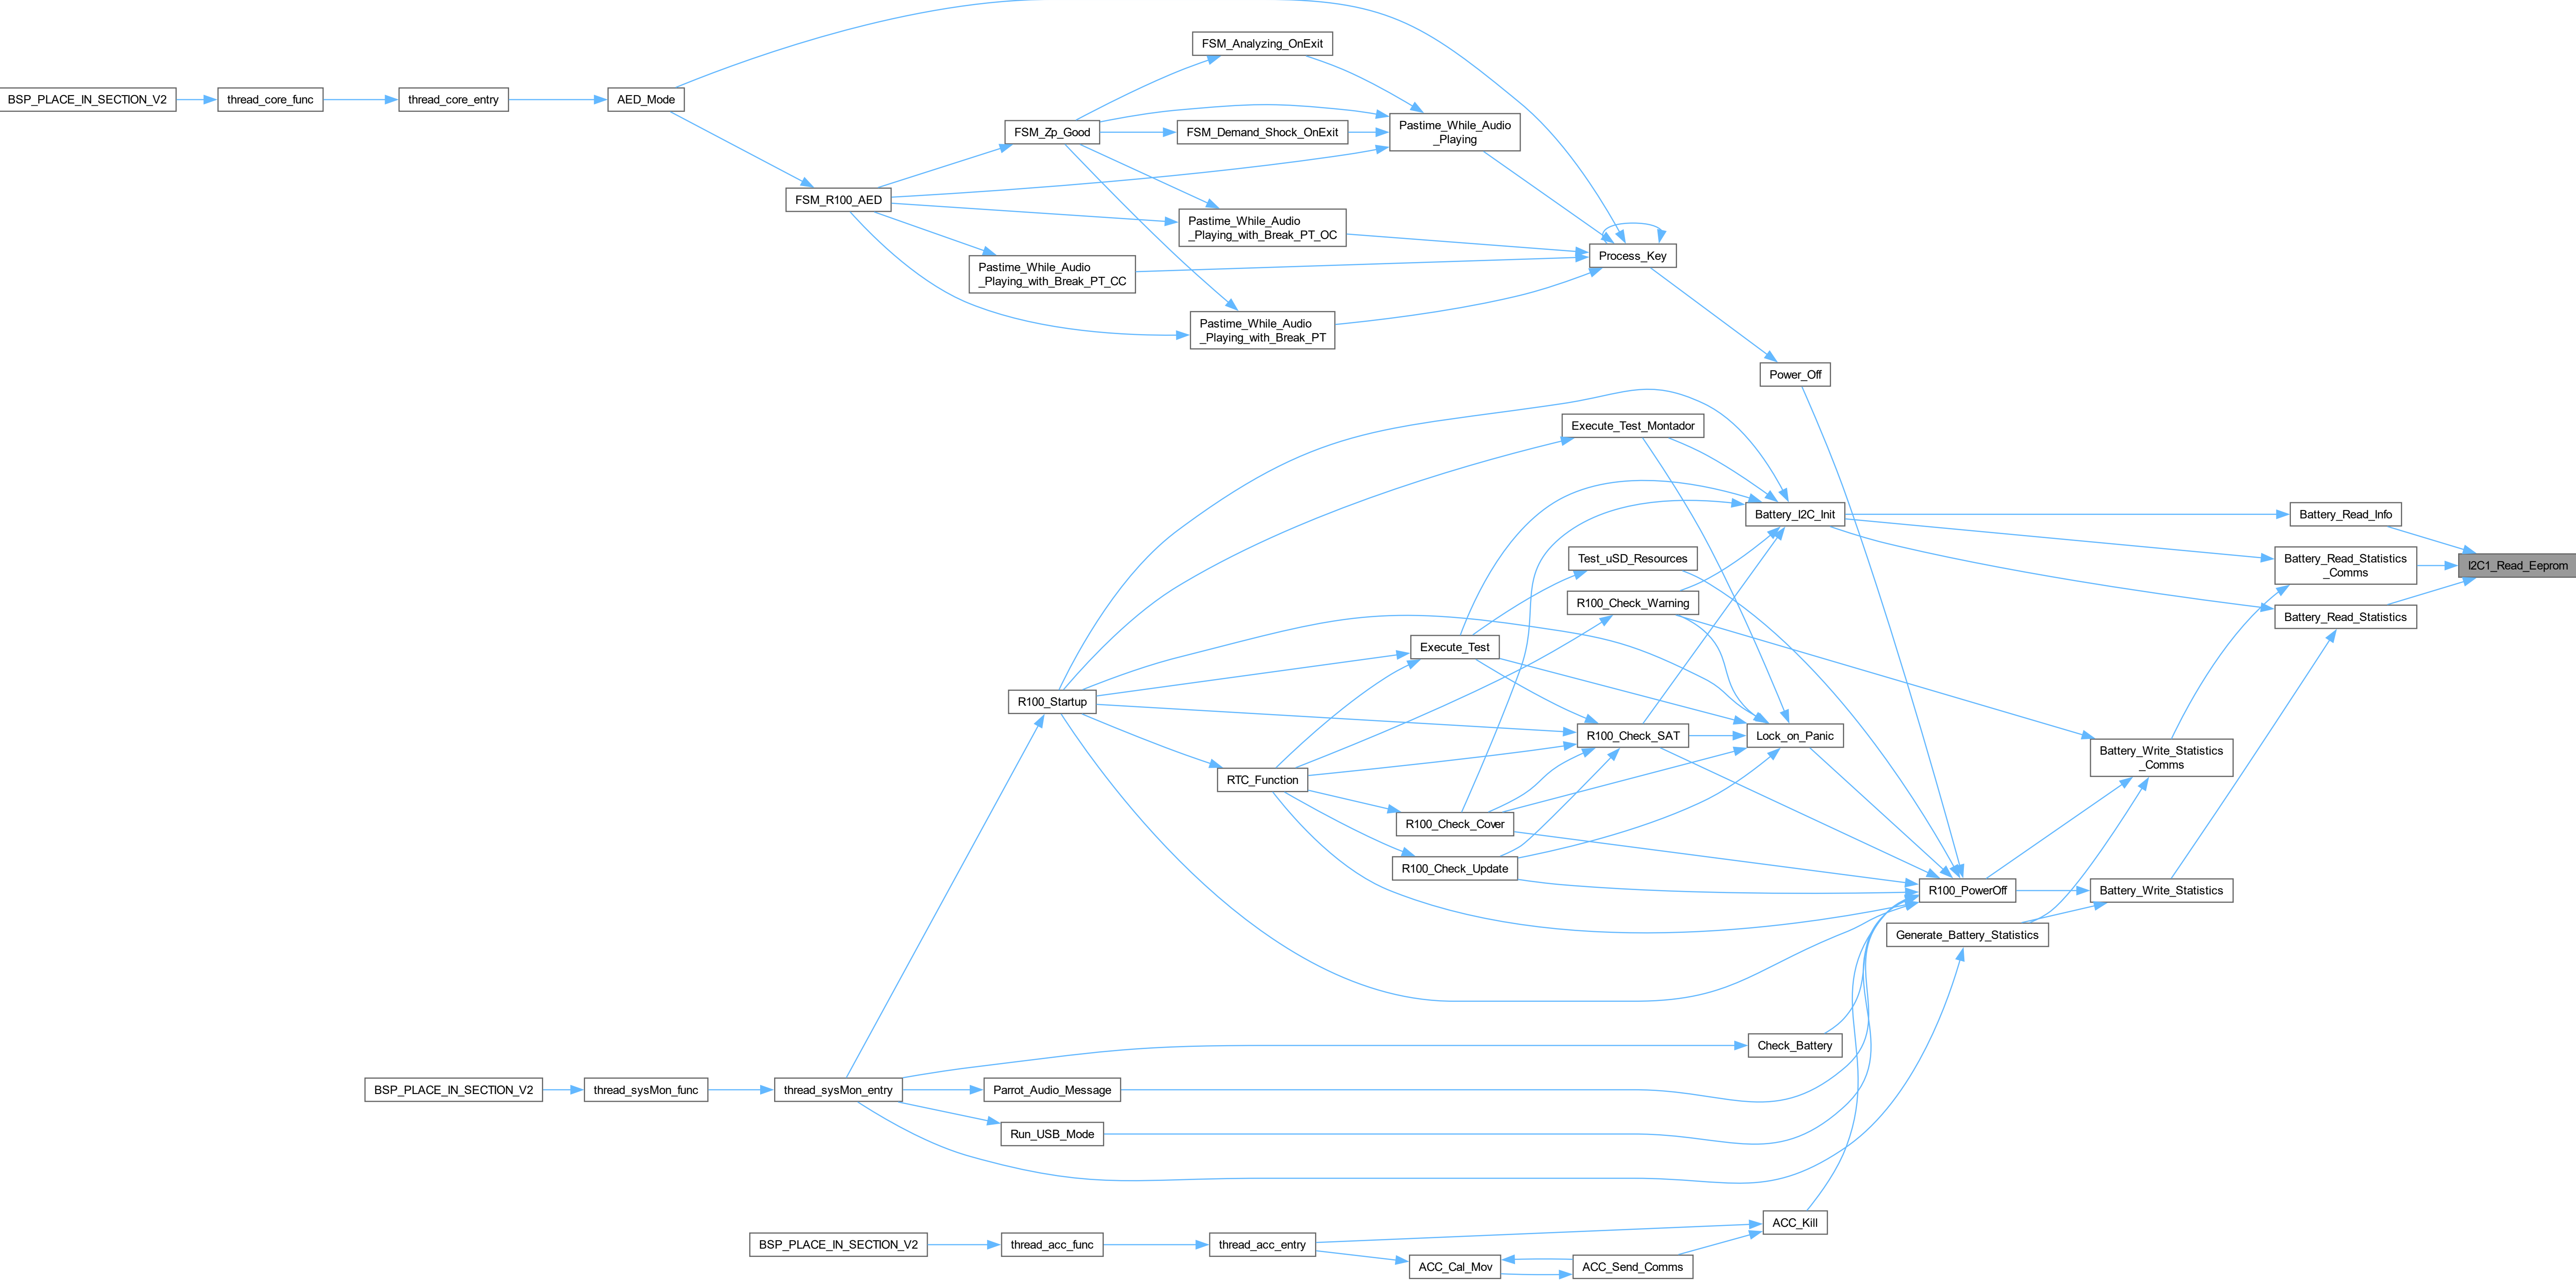 FSM_Analyzing_OnExit
BSP_PLACE_IN_SECTION_V2
thread_core_func
thread_core_entry
AED_Mode
FSM_Zp_Good
FSM_Demand_Shock_OnExit
Pastime_While_Audio
_Playing
FSM_R100_AED
Pastime_While_Audio
_Playing_with_Break_PT_OC
Process_Key
Pastime_While_Audio
_Playing_with_Break_PT_CC
Pastime_While_Audio
_Playing_with_Break_PT
Power_Off
Execute_Test_Montador
Battery_I2C_Init
Battery_Read_Info
Test_uSD_Resources
Battery_Read_Statistics
_Comms
I2C1_Read_Eeprom
R100_Check_Warning
Battery_Read_Statistics
Execute_Test
R100_Startup
R100_Check_SAT
Lock_on_Panic
Battery_Write_Statistics
_Comms
RTC_Function
R100_Check_Cover
R100_Check_Update
R100_PowerOff
Battery_Write_Statistics
Generate_Battery_Statistics
Check_Battery
BSP_PLACE_IN_SECTION_V2
thread_sysMon_func
thread_sysMon_entry
Parrot_Audio_Message
Run_USB_Mode
ACC_Kill
BSP_PLACE_IN_SECTION_V2
thread_acc_func
thread_acc_entry
ACC_Cal_Mov
ACC_Send_Comms